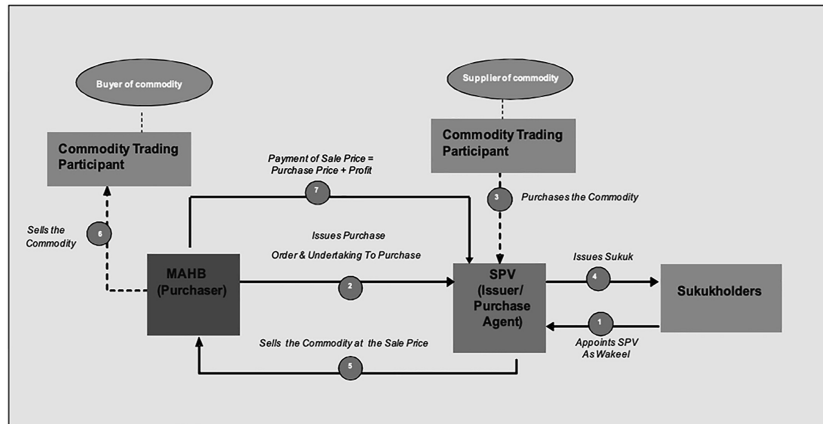 Buyer of commodity
Supplier of commodity
Commodity Trading
Participant
Commodity Trading
Participant
Payment of Sale Price =
Purchase Price + Profit
7
3
Purchases the Commodity
Sells the
Commodity
6
Issues Purchase
Order & Undertaking To Purchase
2
MAHB
(Purchaser)
SPV
(Issuer/
Purchase
Agent)
Issues Sukuk
4
Sukukholders
1
Appoints SPV
As Wakeel
Sells the Commodity at the Sale Price
5